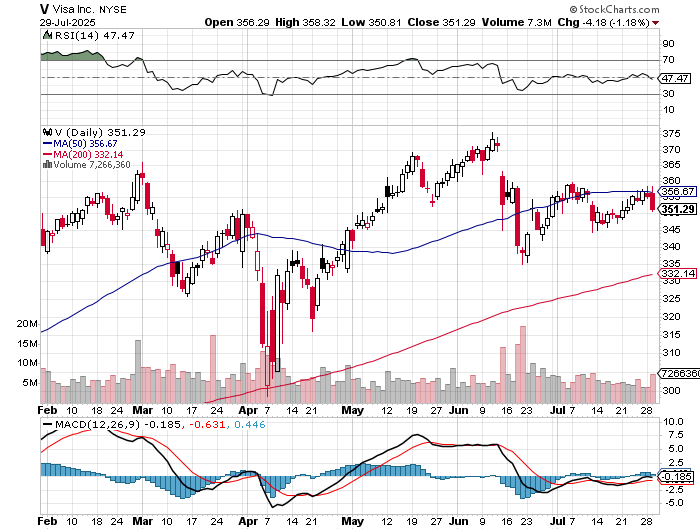 V Visa Inc. NYSE © StockCharts.com
29-Jul-2025 Open 356.29 High 358.32 Low 350.81 Close 351.29 Volume 7.3M Chg -4.18 (-1.18%)
RSI(14) 47.47
90
70
47.47
30
10
V (Daily) 351.29
MA(50) 356.67
MA(200) 332.14
Volume 7,266,360
375
370
365
360
356.67
351.29
345
340
335
332.14
330
325
320
315
310
305
300
20M
15M
10M
5M
7266360
Feb 10 18 24 Mar 10 17 24 Apr 7 14 21 May 12 19 27 Jun 9 16 23 Jul 7 14 21 28
MACD(12,26,9) -0.185, -0.631, 0.446
10.0
7.5
5.0
2.5
-0.185
-2.5
-5.0
Feb 10 18 24 Mar 10 17 24 Apr 7 14 21 May 12 19 27 Jun 9 16 23 Jul 7 14 21 28